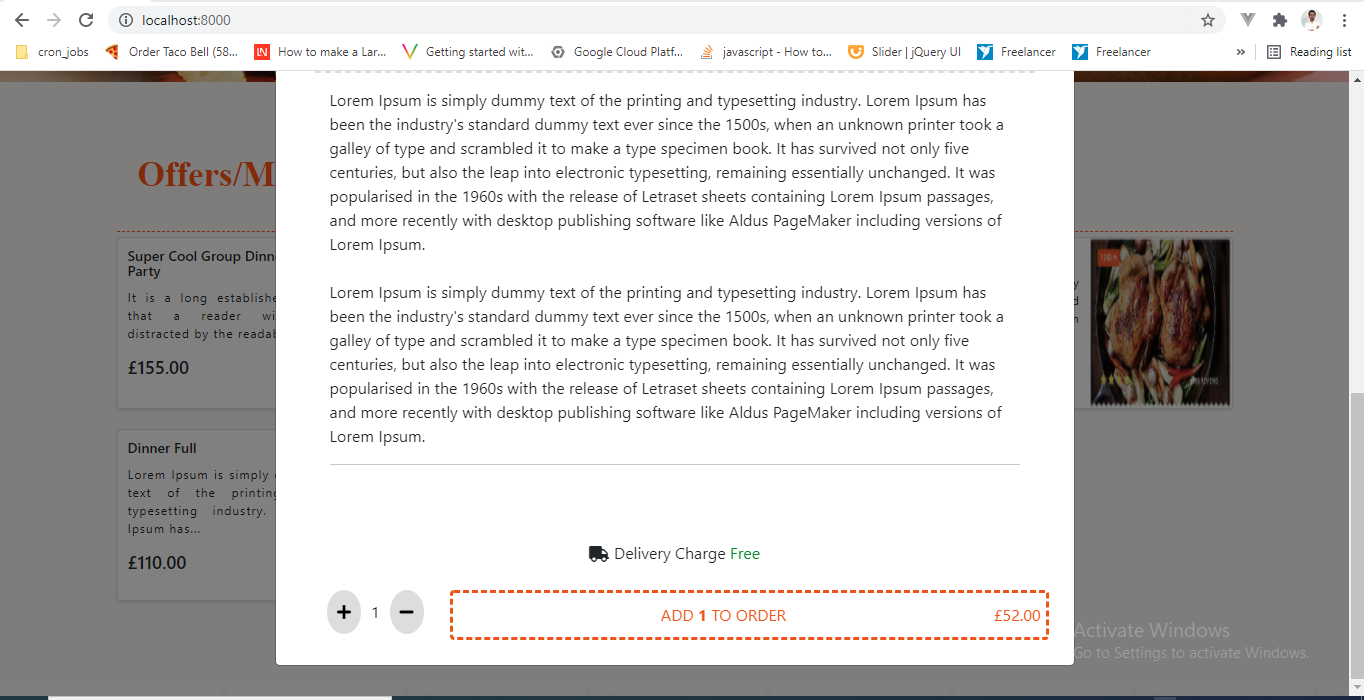 localhost:8000
cron_jobs
Order Taco Bell (58...
How to make a Lar...
Getting started wit...
Google Cloud Platf...
javascript - How to...
Slider | jQuery UI
Freelancer
Freelancer
»
Reading list
Lorem Ipsum is simply dummy text of the printing and typesetting industry. Lorem Ipsum has
been the industry's standard dummy text ever since the 1500s, when an unknown printer took a
galley of type and scrambled it to make a type specimen book. It has survived not only five
centuries, but also the leap into electronic typesetting, remaining essentially unchanged. It was
popularised in the 1960s with the release of Letraset sheets containing Lorem Ipsum passages,
and more recently with desktop publishing software like Aldus PageMaker including versions of
Lorem Ipsum.
Lorem Ipsum is simply dummy text of the printing and typesetting industry. Lorem Ipsum has
been the industry's standard dummy text ever since the 1500s, when an unknown printer took a
galley of type and scrambled it to make a type specimen book. It has survived not only five
centuries, but also the leap into electronic typesetting, remaining essentially unchanged. It was
popularised in the 1960s with the release of Letraset sheets containing Lorem Ipsum passages,
and more recently with desktop publishing software like Aldus PageMaker including versions of
Lorem Ipsum.
Delivery Charge Free
+ 1 −
ADD 1 TO ORDER £52.00
Offers/M
Super Cool Group Dinn
Party
It is a long establishe
that a reader wi
distracted by the readab
£155.00
Dinner Full
Lorem Ipsum is simply
text of the printing
typesetting industry.
Ipsum has...
£110.00
Activate Windows
Go to Settings to activate Windows.